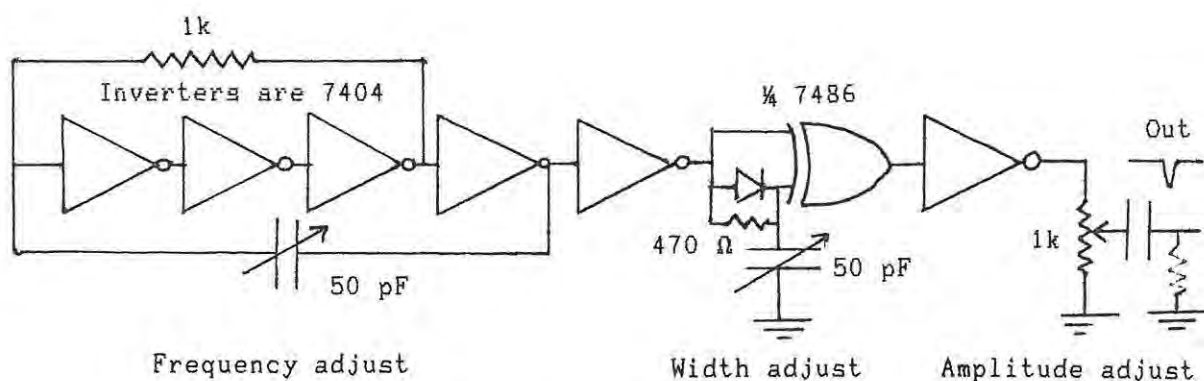 1k
Inverters are 7404
¼ 7486
Out
470 Ω
50 pF
1k
50 pF
Frequency adjust
Width adjust
Amplitude adjust